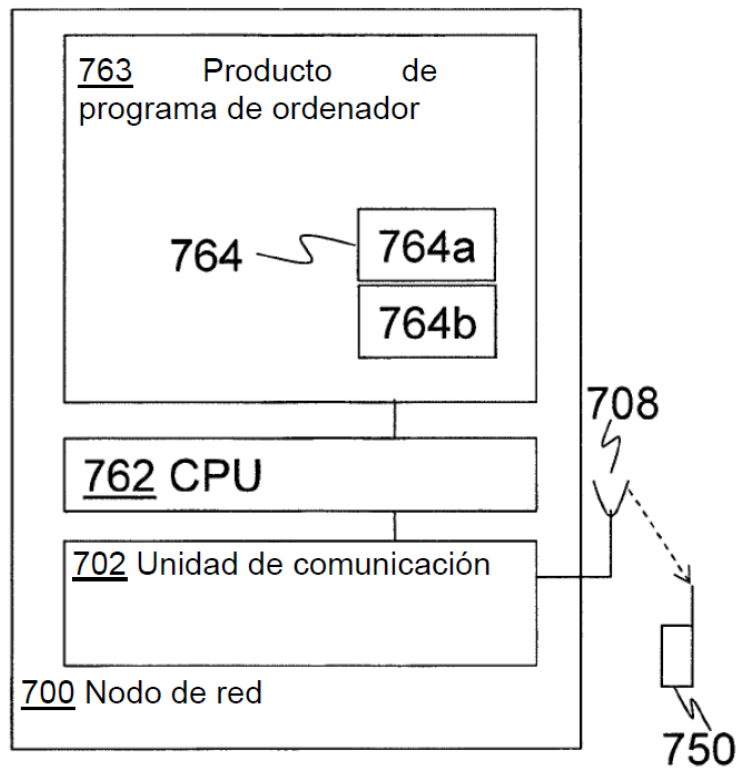 763 Producto de
programa de ordenador
764
764a
764b
708
762 CPU
702 Unidad de comunicación
700 Nodo de red
750